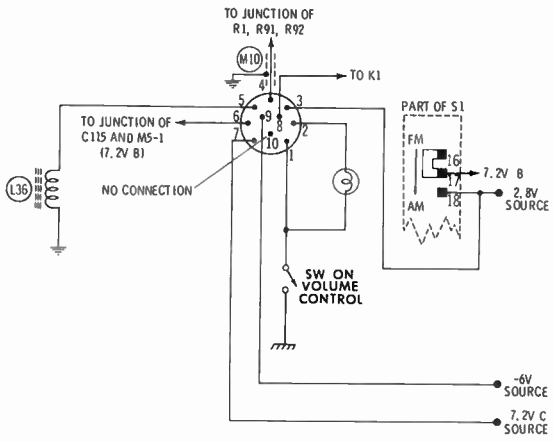 TO JUNCTION OF
R1, R91, R92
M10
4
TO K1
5
3
PART OF S1
TO JUNCTION OF
C115 AND M5-1
(7.2V B)
6
9
8
2
7
10
1
FM
16
17
7.2V B
L36
NO CONNECTION
AM
18
2.8V
SOURCE
SW ON
VOLUME
CONTROL
-6V
SOURCE
7.2V C
SOURCE